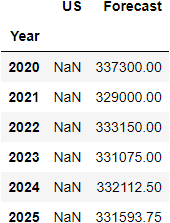 US Forecast
Year
2020 NaN 337300.00
2021 NaN 329000.00
2022 NaN 333150.00
2023 NaN 331075.00
2024 NaN 332112.50
2025 NaN 331593.75